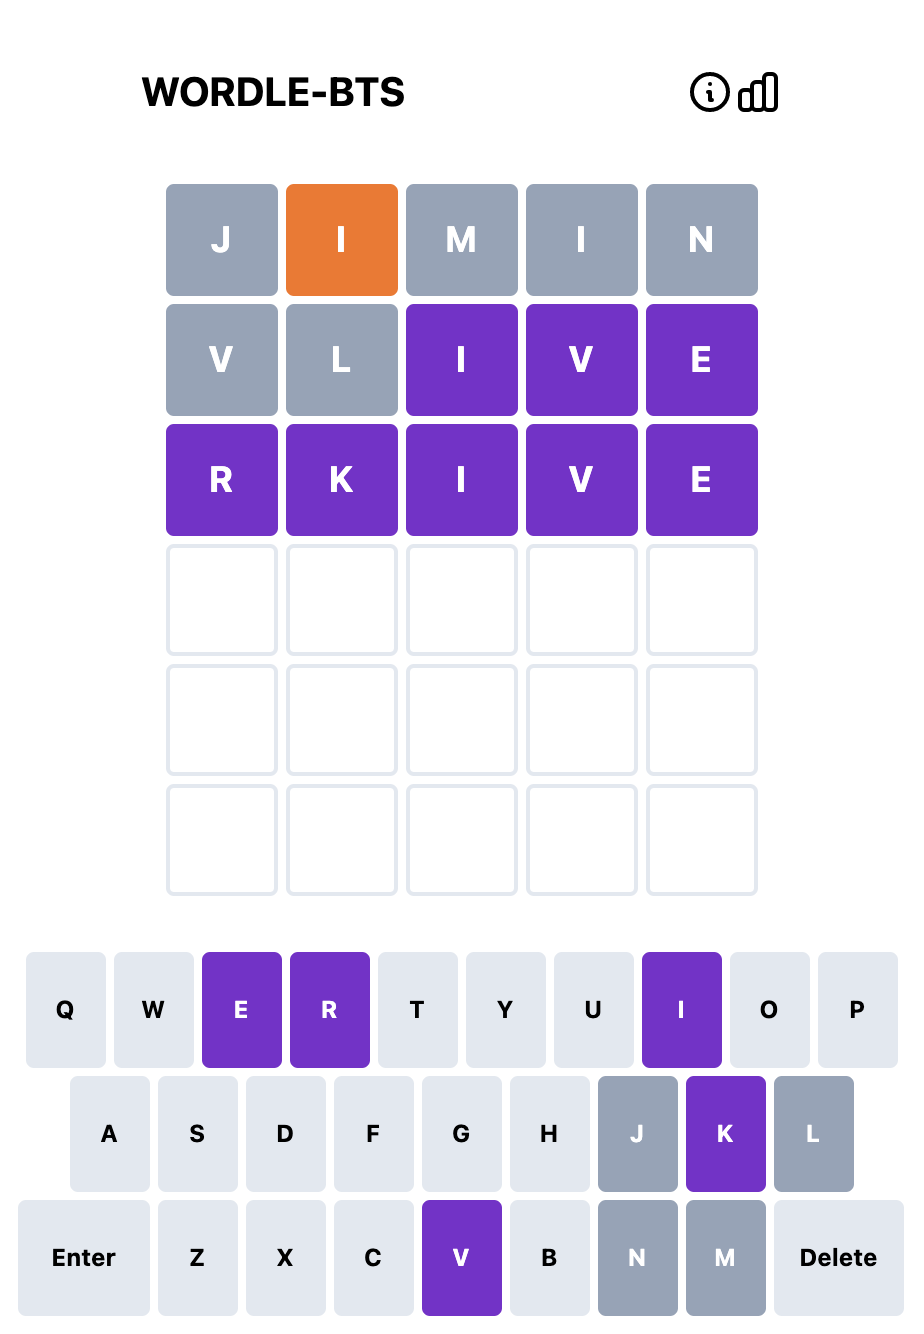 WORDLE-BTS
J I M I N
V L I V E
R K I V E
Q W E R T Y U I O P
A S D F G H J K L
Enter Z X C V B N M Delete